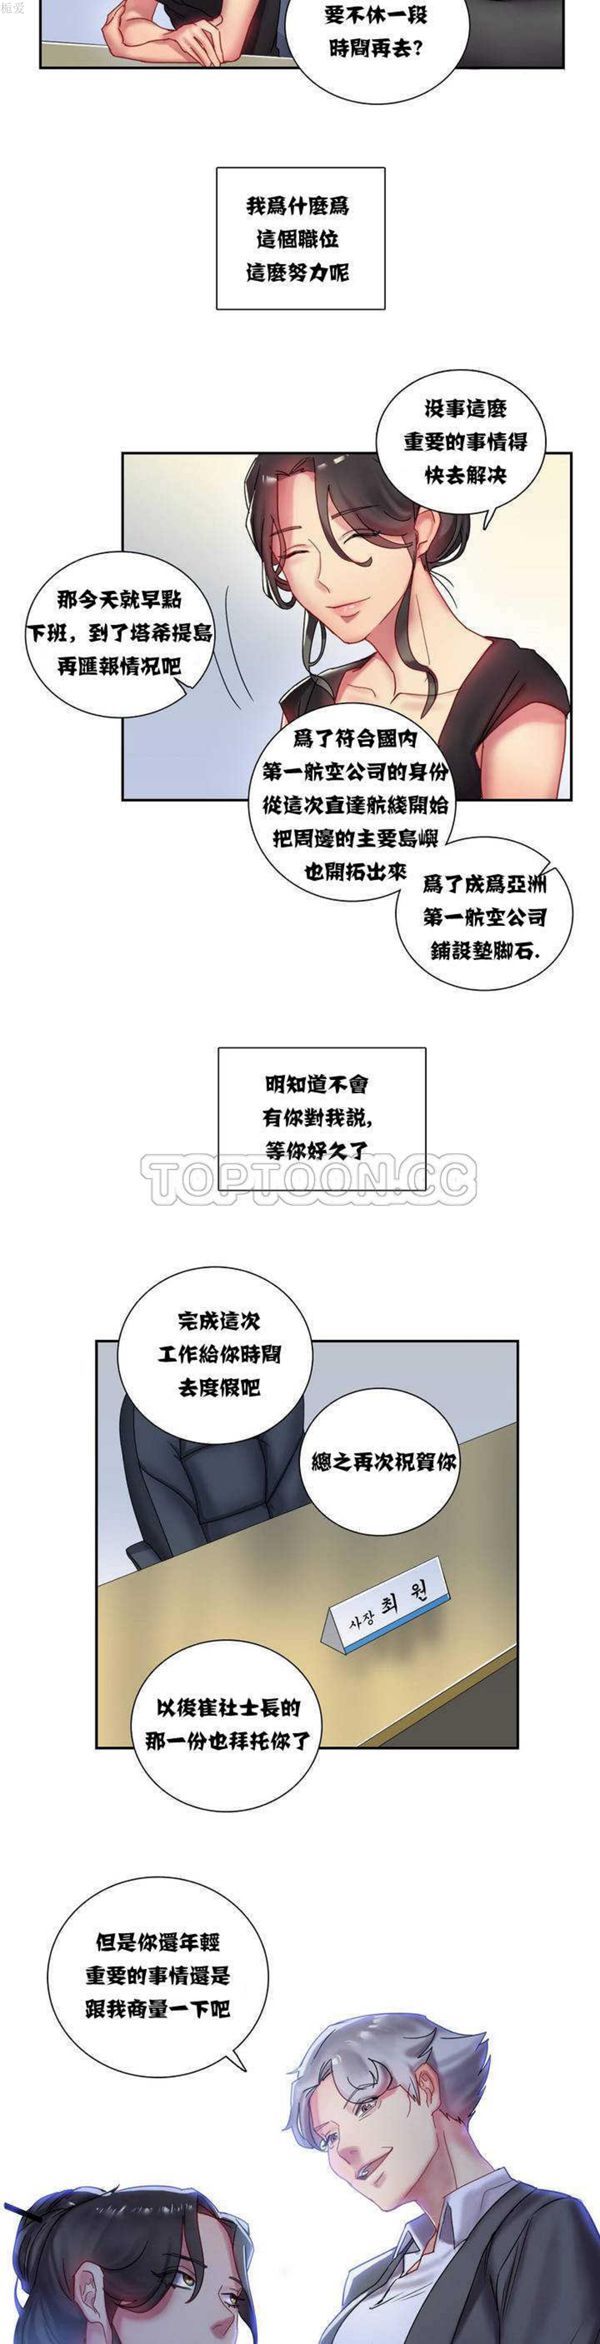 栀爱
要不休一段
時間再去?
我爲什麽爲
這個職位
這麽努力呢
没事這麽
重要的事情得
快去解决
那今天就早點
下班，到了塔希提島
再匯報情况吧
爲了符合國内
第一航空公司的身份
從這次直達航綫開始
把周邊的主要島嶼
也開拓出來
爲了成爲亞洲
第一航空公司
鋪設墊脚石.
明知道不會
有你對我説,
等你好久了
TOPTOON.CC
完成這次
工作給你時間
去度假吧
總之再次祝賀你
사장 최 원
以後崔社士長的
那一份也拜托你了
但是你還年輕
重要的事情還是
跟我商量一下吧